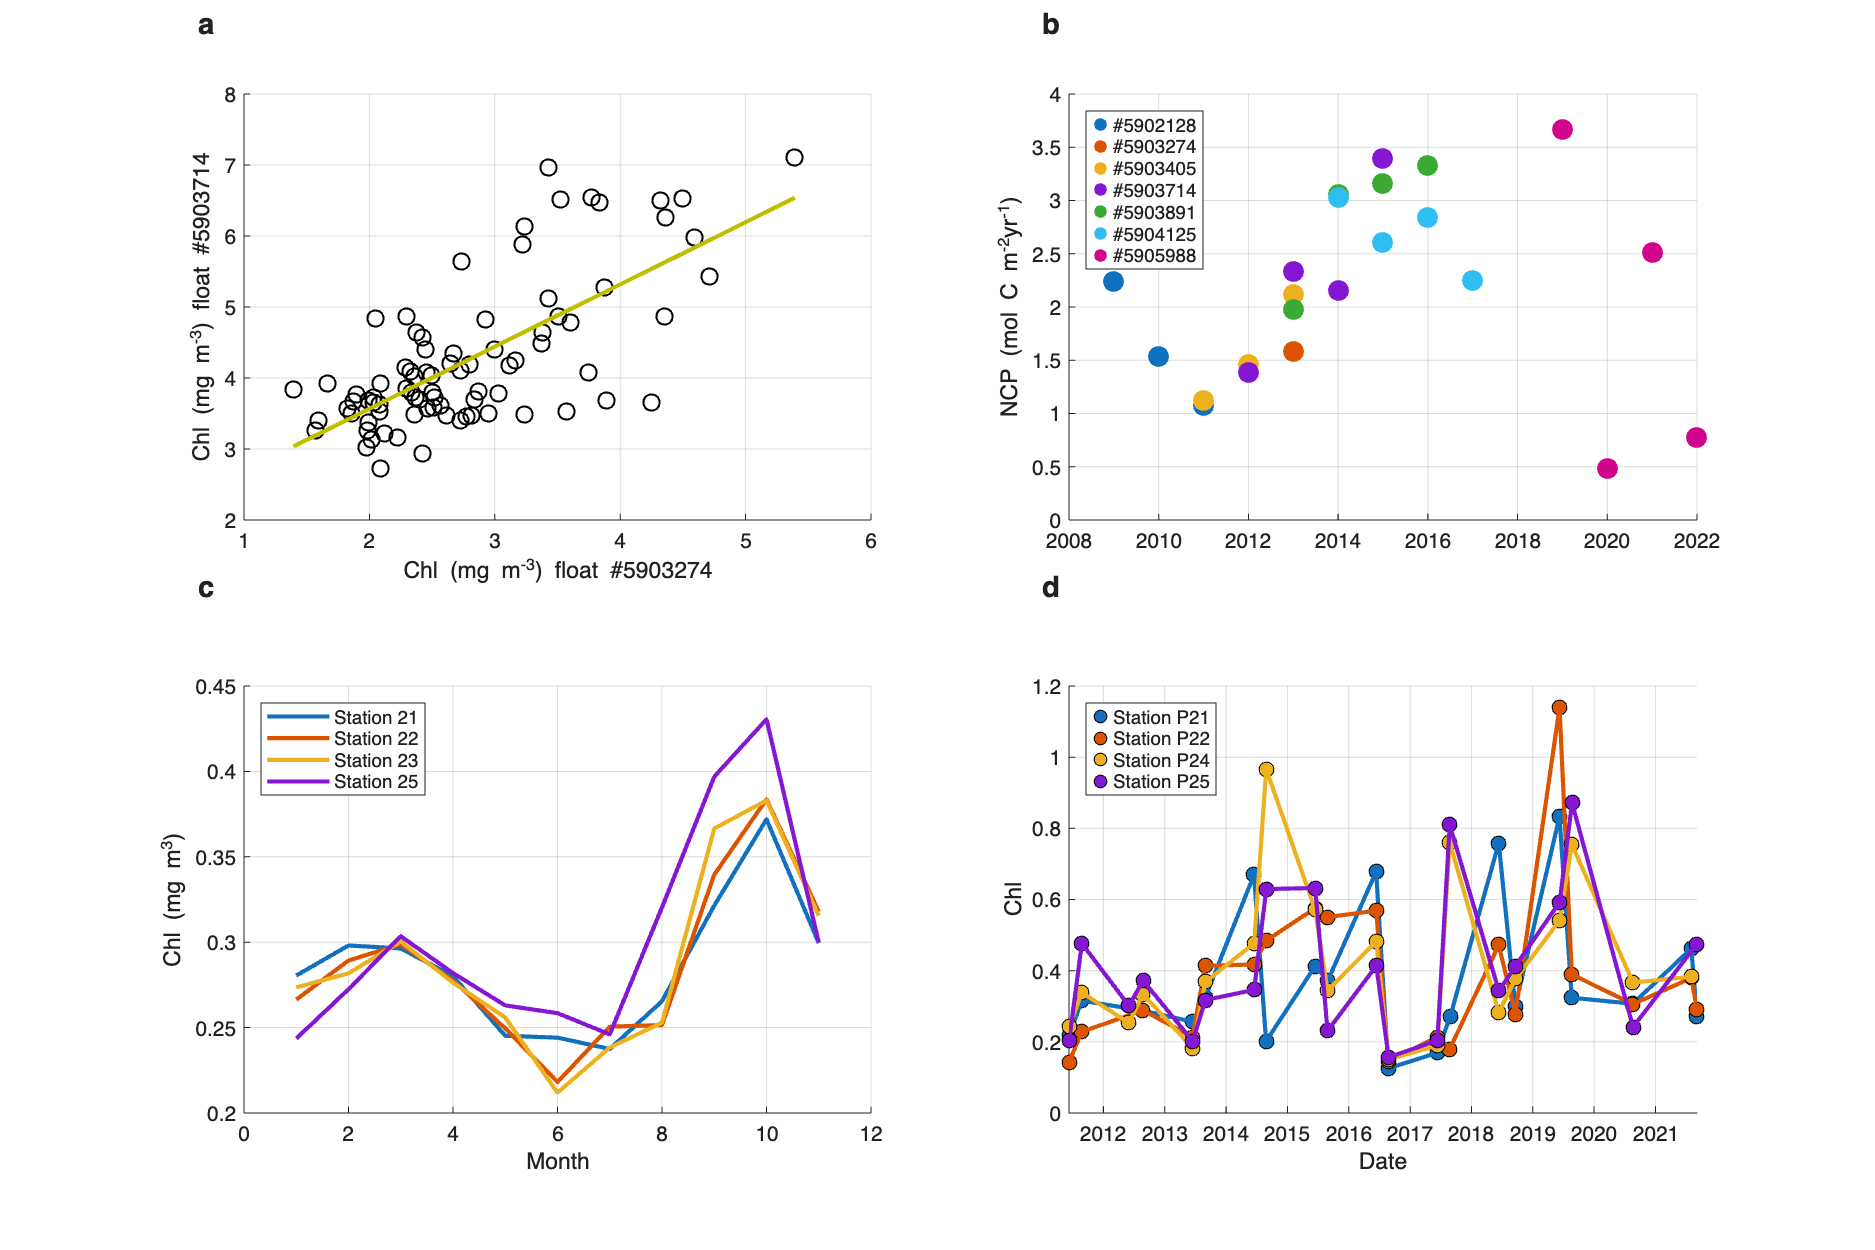 a
8
7
6
5
4
3
2
1 2 3 4 5 6
Chl (mg m-3) float #5903714
Chl (mg m-3) float #5903274
b
4
3.5
3
2.5
2
1.5
1
0.5
0
2008 2010 2012 2014 2016 2018 2020 2022
NCP (mol C m-2yr-1)
#5902128
#5903274
#5903405
#5903714
#5903891
#5904125
#5905988
c
0.45
0.4
0.35
0.3
0.25
0.2
0 2 4 6 8 10 12
Chl (mg m3)
Month
Station 21
Station 22
Station 23
Station 25
d
1.2
1
0.8
0.6
0.4
0.2
0
2012 2013 2014 2015 2016 2017 2018 2019 2020 2021
Chl
Date
Station P21
Station P22
Station P24
Station P25